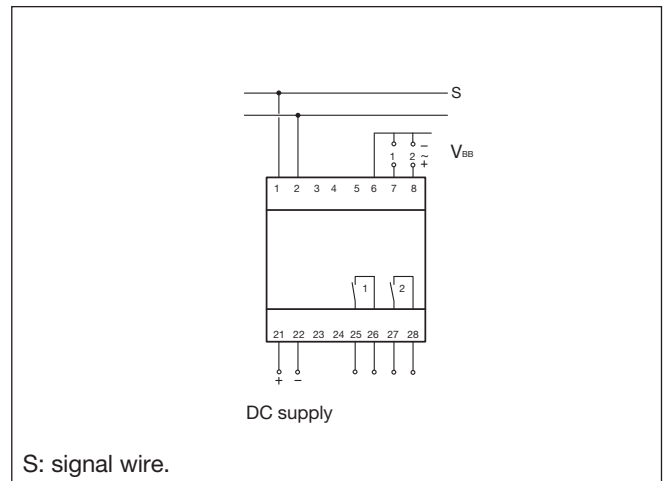 S
−
1 2 ~ VBB
+
1 2 3 4 5 6 7 8
1 2
21 22 23 24 25 26 27 28
+ −
DC supply
S: signal wire.